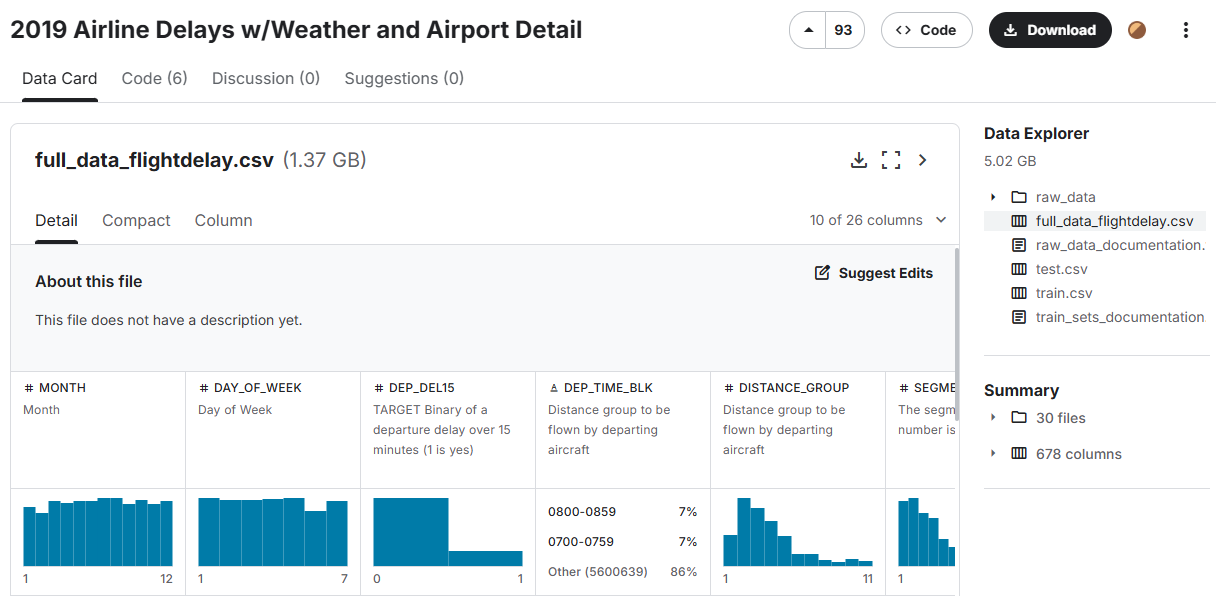 2019 Airline Delays w/Weather and Airport Detail
93
Code
Download
Data Card
Code (6)
Discussion (0)
Suggestions (0)
full_data_flightdelay.csv (1.37 GB)
Detail
Compact
Column
10 of 26 columns
About this file
Suggest Edits
This file does not have a description yet.
# MONTH
Month
# DAY_OF_WEEK
Day of Week
# DEP_DEL15
TARGET Binary of a
departure delay over 15
minutes (1 is yes)
DEP_TIME_BLK
Distance group to be
flown by departing
aircraft
# DISTANCE_GROUP
Distance group to be
flown by departing
aircraft
# SEGME
The segm
number is
1 12
1 7
0 1
0800-0859 7%
0700-0759 7%
Other (5600639) 86%
1 11
1
Data Explorer
5.02 GB
raw_data
full_data_flightdelay.csv
raw_data_documentation.
test.csv
train.csv
train_sets_documentation
Summary
30 files
678 columns